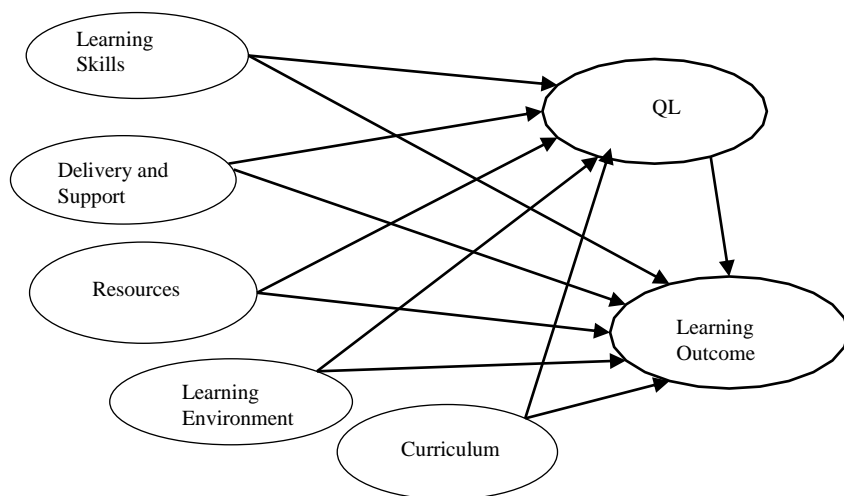 Learning
Skills
QL
Delivery and
Support
Resources
Learning
Outcome
Learning
Environment
Curriculum